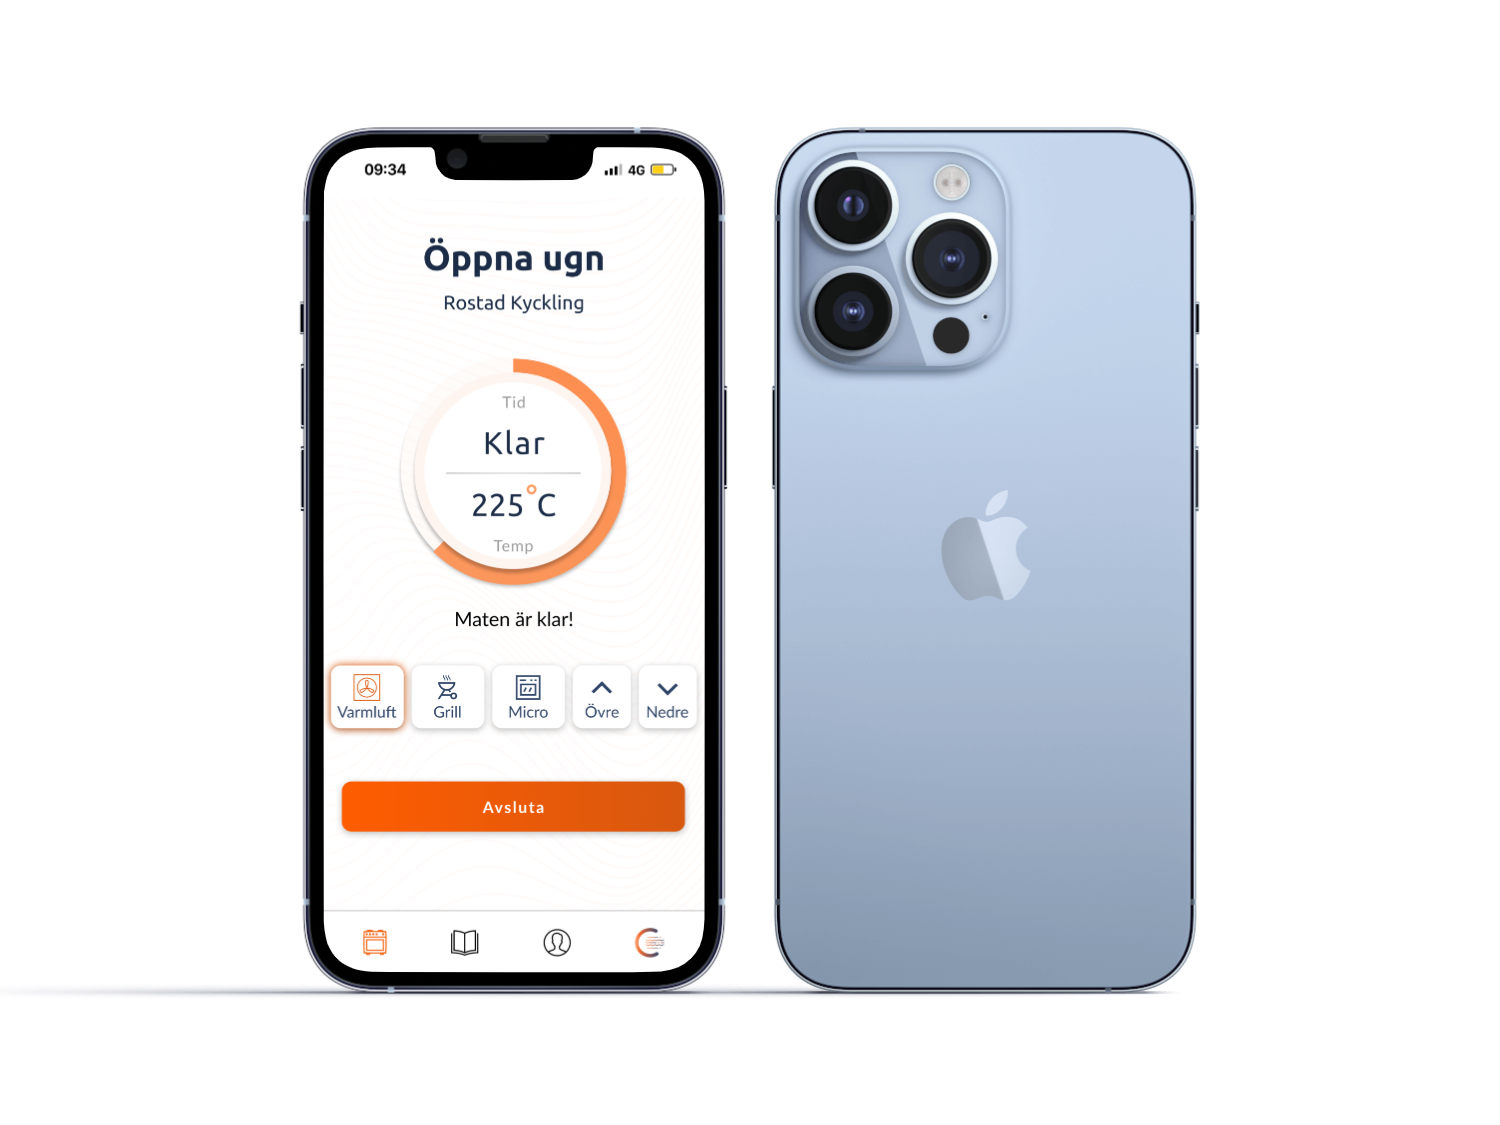 09:34
4G
Öppna ugn
Rostad Kyckling
Tid
Klar
225°C
Temp
Maten är klar!
Varmluft
Grill
Micro
Övre
Nedre
Avsluta